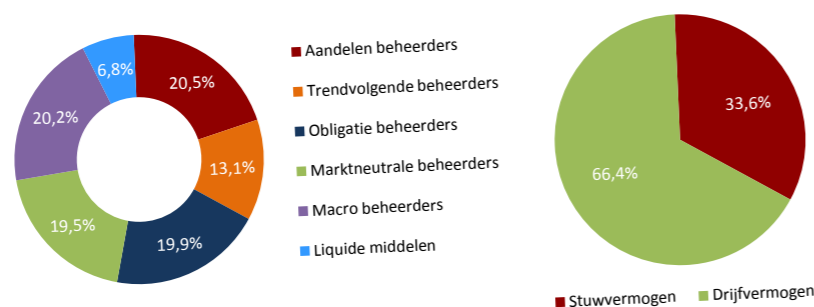 6,8%
20,5%
20,2%
13,1%
19,5%
19,9%
Aandelen beheerders
Trendvolgende beheerders
Obligatie beheerders
Marktneutrale beheerders
Macro beheerders
Liquide middelen
33,6%
66,4%
Stuwvermogen
Drijfvermogen